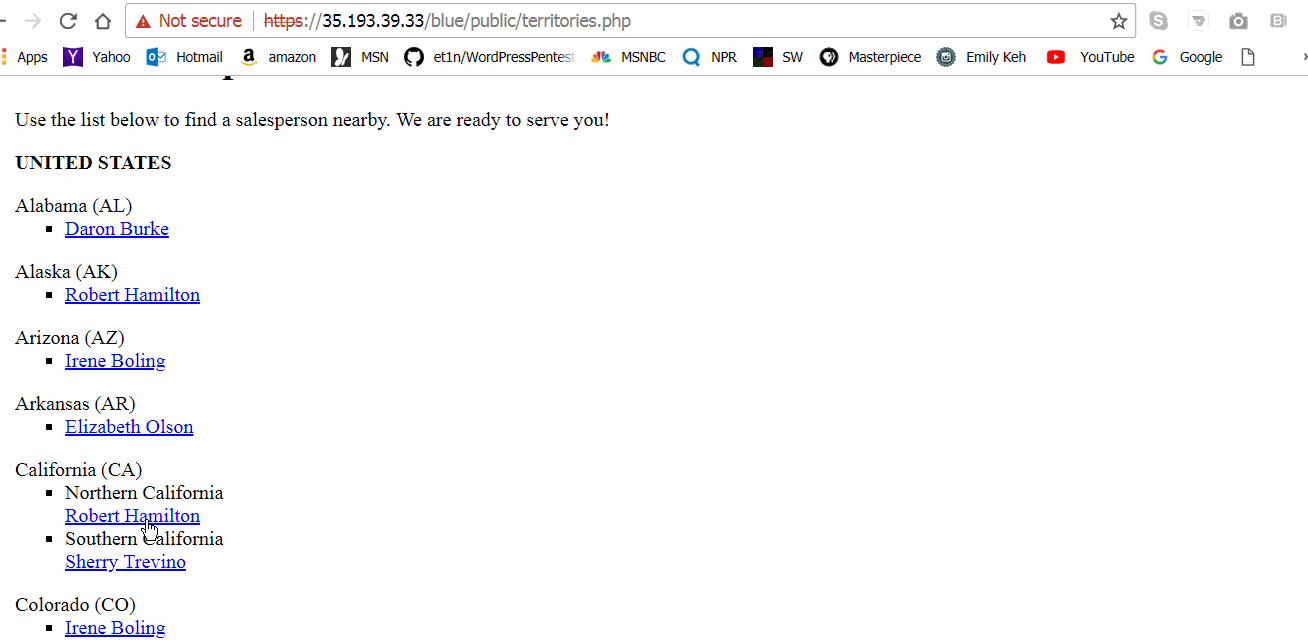 Not secure | https://35.193.39.33/blue/public/territories.php
Apps Yahoo Hotmail amazon MSN et1n/WordPressPentest MSNBC NPR SW Masterpiece Emily Keh YouTube Google
Use the list below to find a salesperson nearby. We are ready to serve you!
UNITED STATES
Alabama (AL)
Daron Burke
Alaska (AK)
Robert Hamilton
Arizona (AZ)
Irene Boling
Arkansas (AR)
Elizabeth Olson
California (CA)
Northern California
Robert Hamilton
Southern California
Sherry Trevino
Colorado (CO)
Irene Boling